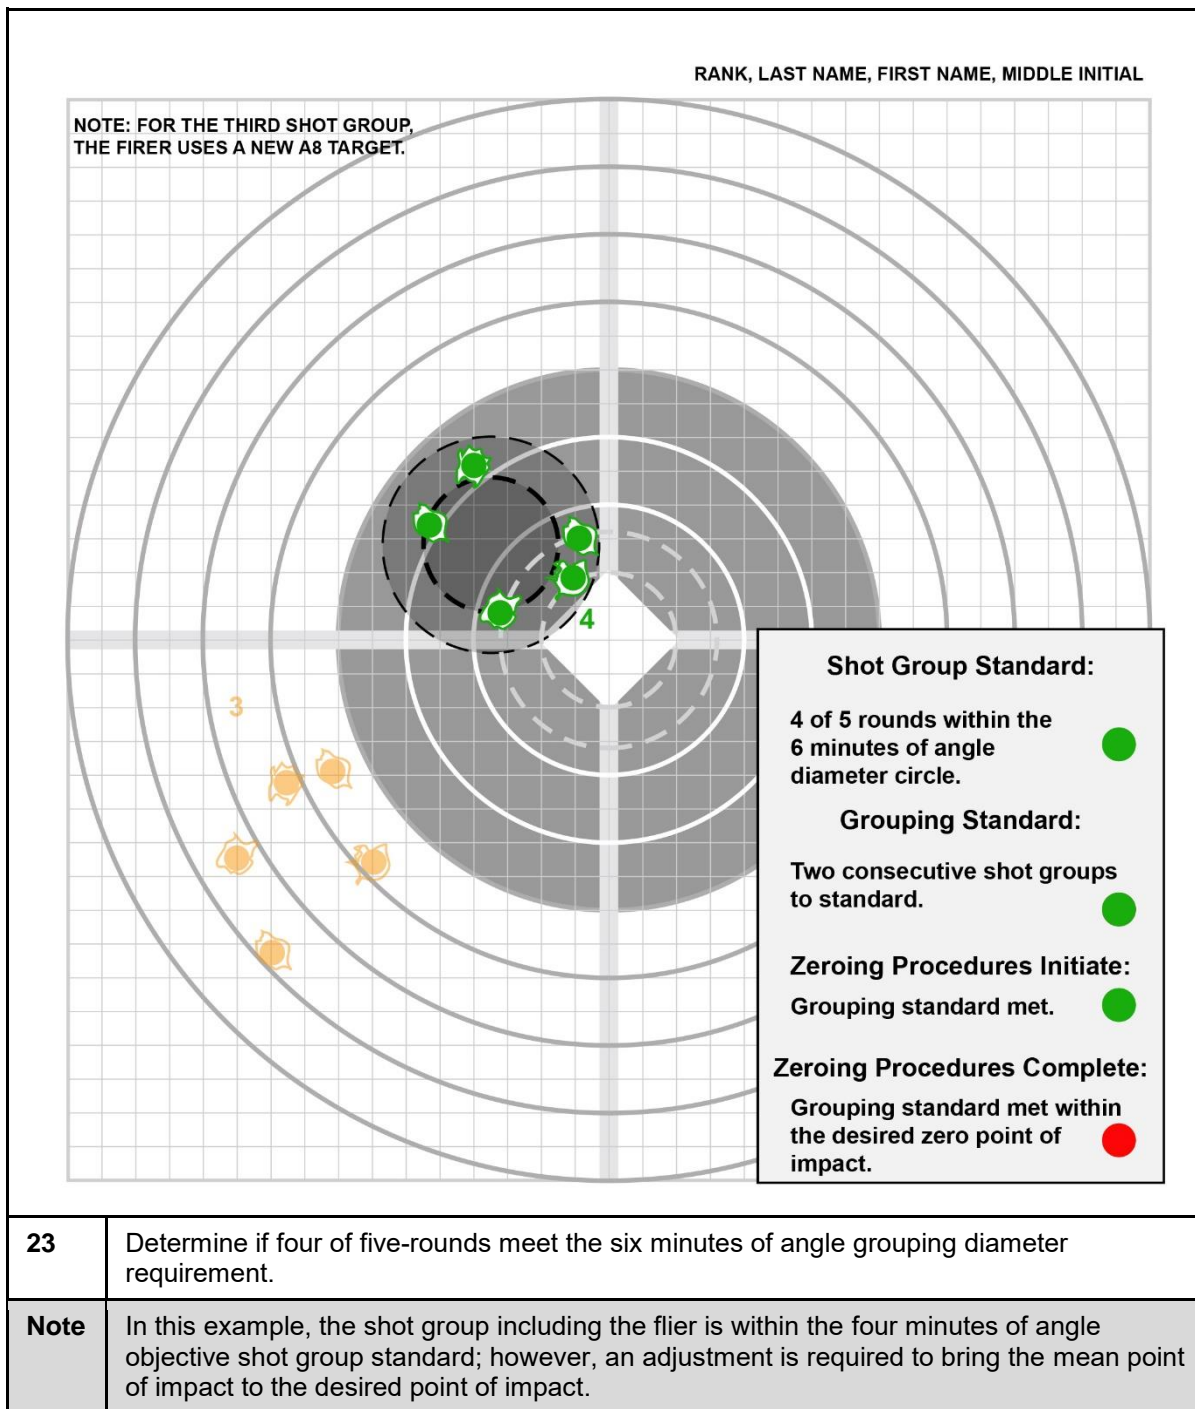 RANK, LAST NAME, FIRST NAME, MIDDLE INITIAL
NOTE: FOR THE THIRD SHOT GROUP,
THE FIRER USES A NEW A8 TARGET.
4
3
Shot Group Standard:
4 of 5 rounds within the
6 minutes of angle
diameter circle.
Grouping Standard:
Two consecutive shot groups
to standard.
Zeroing Procedures Initiate:
Grouping standard met.
Zeroing Procedures Complete:
Grouping standard met within
the desired zero point of
impact.
23 Determine if four of five-rounds meet the six minutes of angle grouping diameter
requirement.
Note In this example, the shot group including the flier is within the four minutes of angle
objective shot group standard; however, an adjustment is required to bring the mean point
of impact to the desired point of impact.